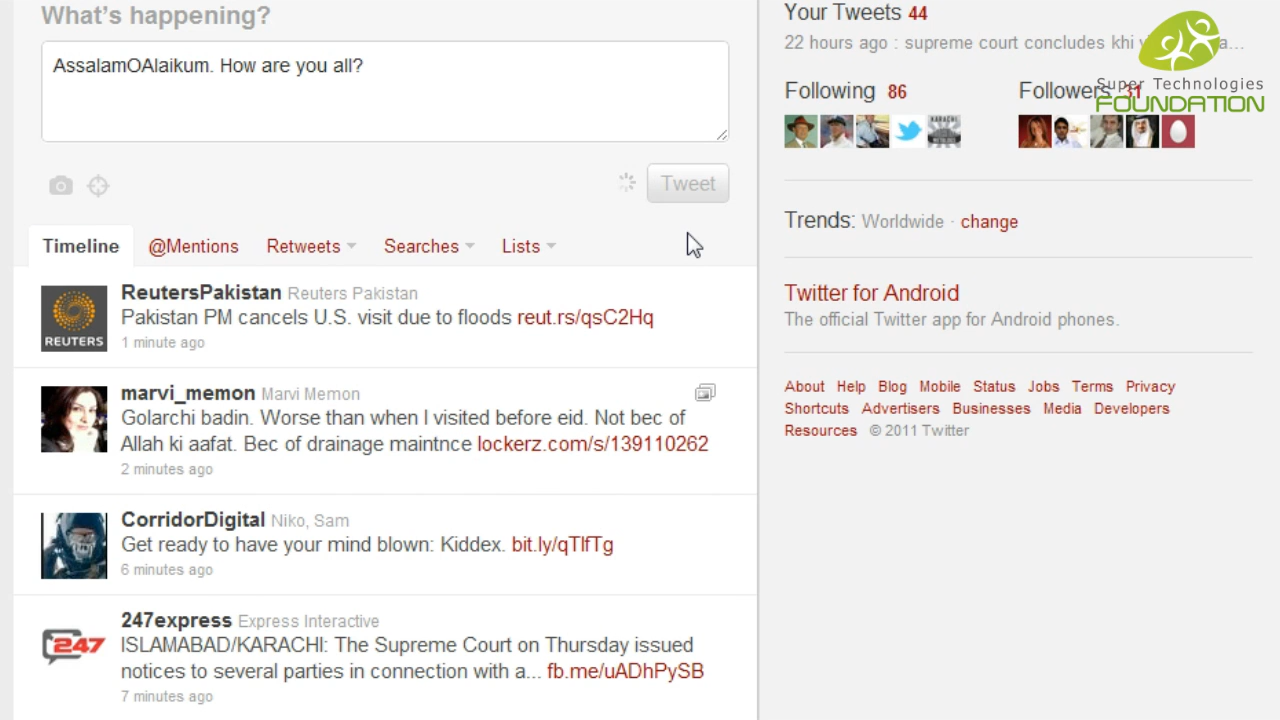 What's happening?
AssalamOAlaikum. How are you all?
Tweet
Timeline @Mentions Retweets Searches Lists
ReutersPakistan Reuters Pakistan
Pakistan PM cancels U.S. visit due to floods reut.rs/qsC2Hq
1 minute ago
REUTERS
marvi_memon Marvi Memon
Golarchi badin. Worse than when I visited before eid. Not bec of
Allah ki aafat. Bec of drainage maintnce lockerz.com/s/139110262
2 minutes ago
CorridorDigital Niko, Sam
Get ready to have your mind blown: Kiddex. bit.ly/qTlfTg
6 minutes ago
247express Express Interactive
247
ISLAMABAD/KARACHI: The Supreme Court on Thursday issued
notices to several parties in connection with a... fb.me/uADhPySB
7 minutes ago
Your Tweets 44
22 hours ago : supreme court concludes khi
Following 86
Followers 31
KARACHI
Super Technologies
FOUNDATION
Trends: Worldwide · change
Twitter for Android
The official Twitter app for Android phones.
About Help Blog Mobile Status Jobs Terms Privacy
Shortcuts Advertisers Businesses Media Developers
Resources © 2011 Twitter